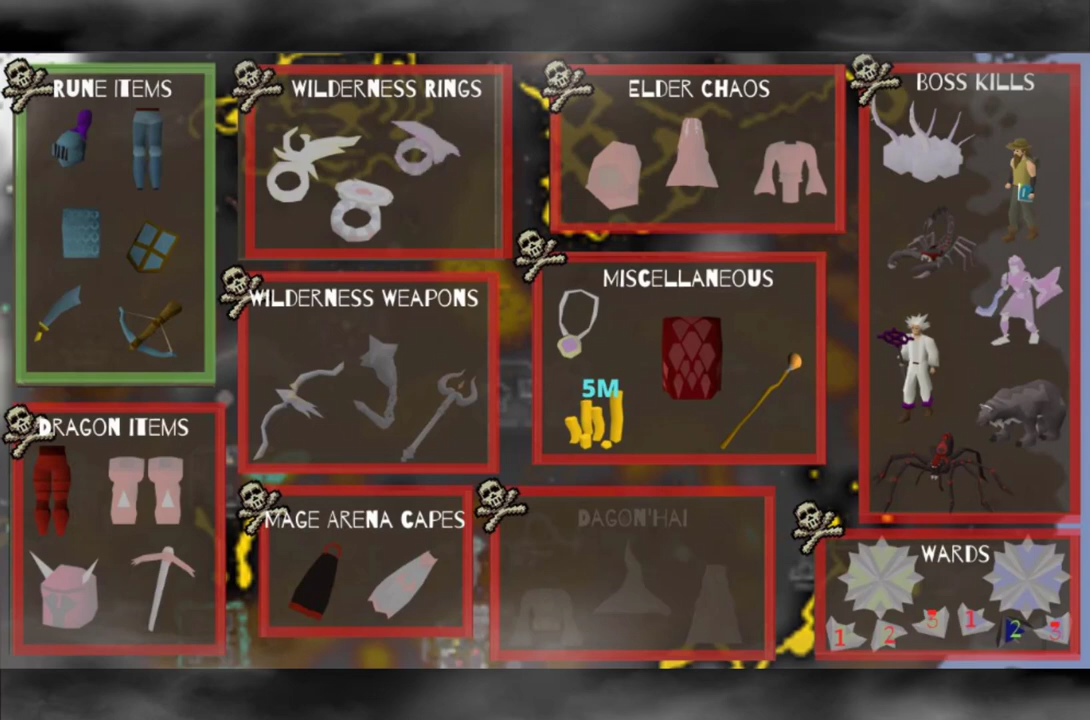 RUNE ITEMS
WILDERNESS RINGS
ELDER CHAOS
BOSS KILLS
WILDERNESS WEAPONS
MISCELLANEOUS
5M
DRAGON ITEMS
MAGE ARENA CAPES
DAGON'HAI
WARDS
1 2 3 1 2 3